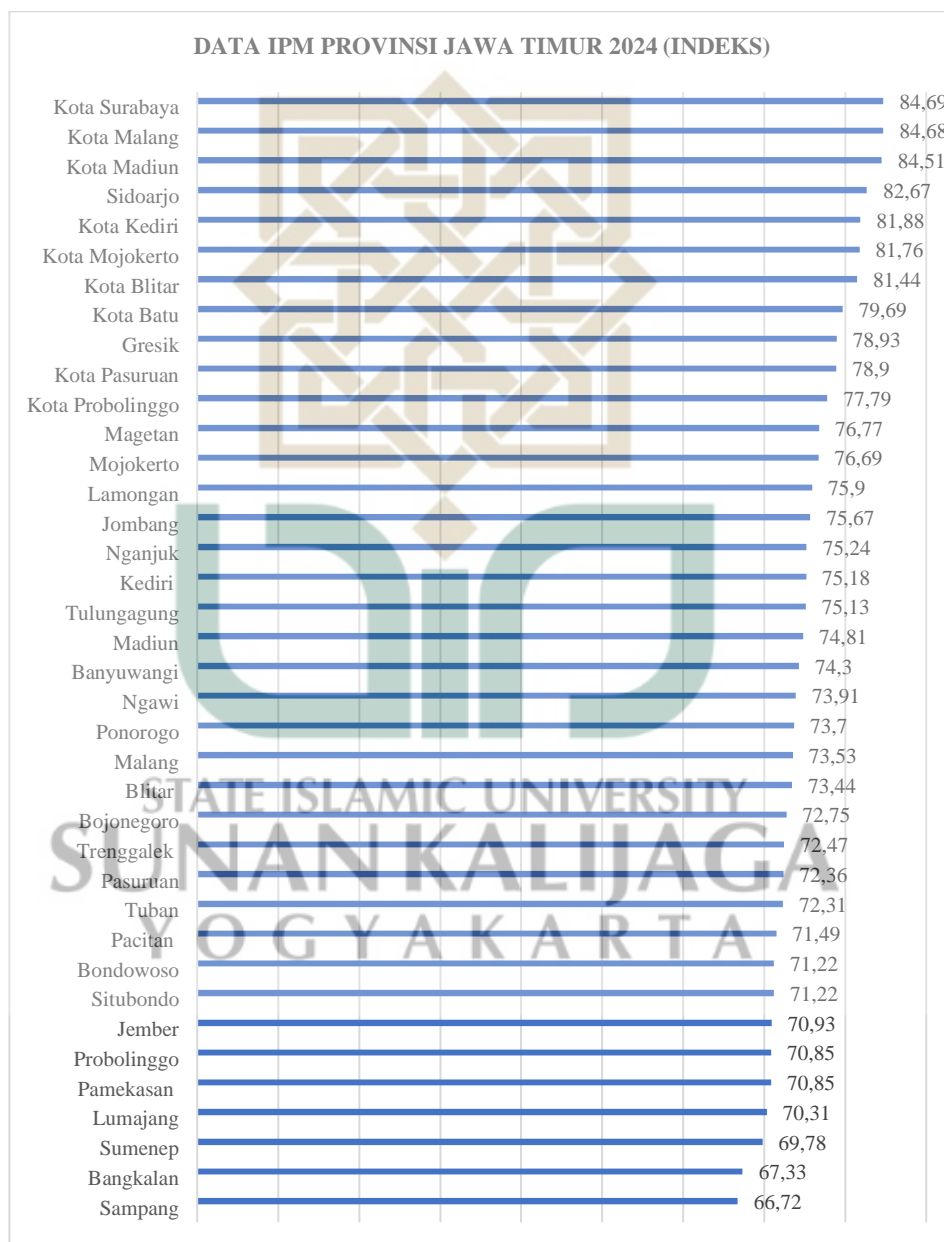 DATA IPM PROVINSI JAWA TIMUR 2024 (INDEKS)
Kota Surabaya 84,69
Kota Malang 84,68
Kota Madiun 84,51
Sidoarjo 82,67
Kota Kediri 81,88
Kota Mojokerto 81,76
Kota Blitar 81,44
Kota Batu 79,69
Gresik 78,93
Kota Pasuruan 78,9
Kota Probolinggo 77,79
Magetan 76,77
Mojokerto 76,69
Lamongan 75,9
Jombang 75,67
Nganjuk 75,24
Kediri 75,18
Tulungagung 75,13
Madiun 74,81
Banyuwangi 74,3
Ngawi 73,91
Ponorogo 73,7
Malang 73,53
Blitar 73,44
Bojonegoro 72,75
Trenggalek 72,47
Pasuruan 72,36
Tuban 72,31
Pacitan 71,49
Bondowoso 71,22
Situbondo 71,22
Jember 70,93
Probolinggo 70,85
Pamekasan 70,85
Lumajang 70,31
Sumenep 69,78
Bangkalan 67,33
Sampang 66,72
STATE ISLAMIC UNIVERSITY
SUNAN KALIJAGA
YOGYAKARTA